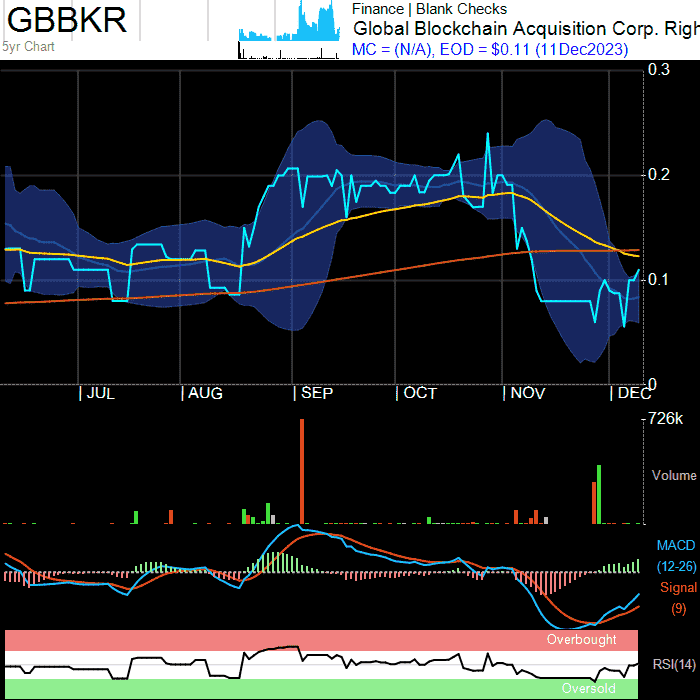 GBBKR
5yr Chart
Finance | Blank Checks
Global Blockchain Acquisition Corp. Righ
MC = (N/A), EOD = $0.11 (11Dec2023)
0.3
0.2
0.1
0
| JUL | AUG | SEP | OCT | NOV | DEC
726k
Volume
MACD
(12-26)
Signal
(9)
Overbought
RSI(14)
Oversold